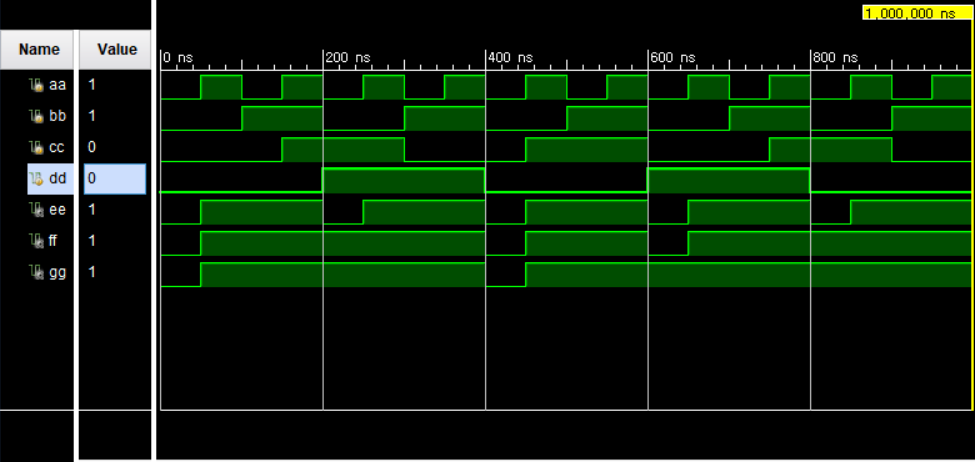 1,000,000 ns
Name Value
0 ns 200 ns 400 ns 600 ns 800 ns
aa 1
bb 1
cc 0
dd 0
ee 1
ff 1
gg 1